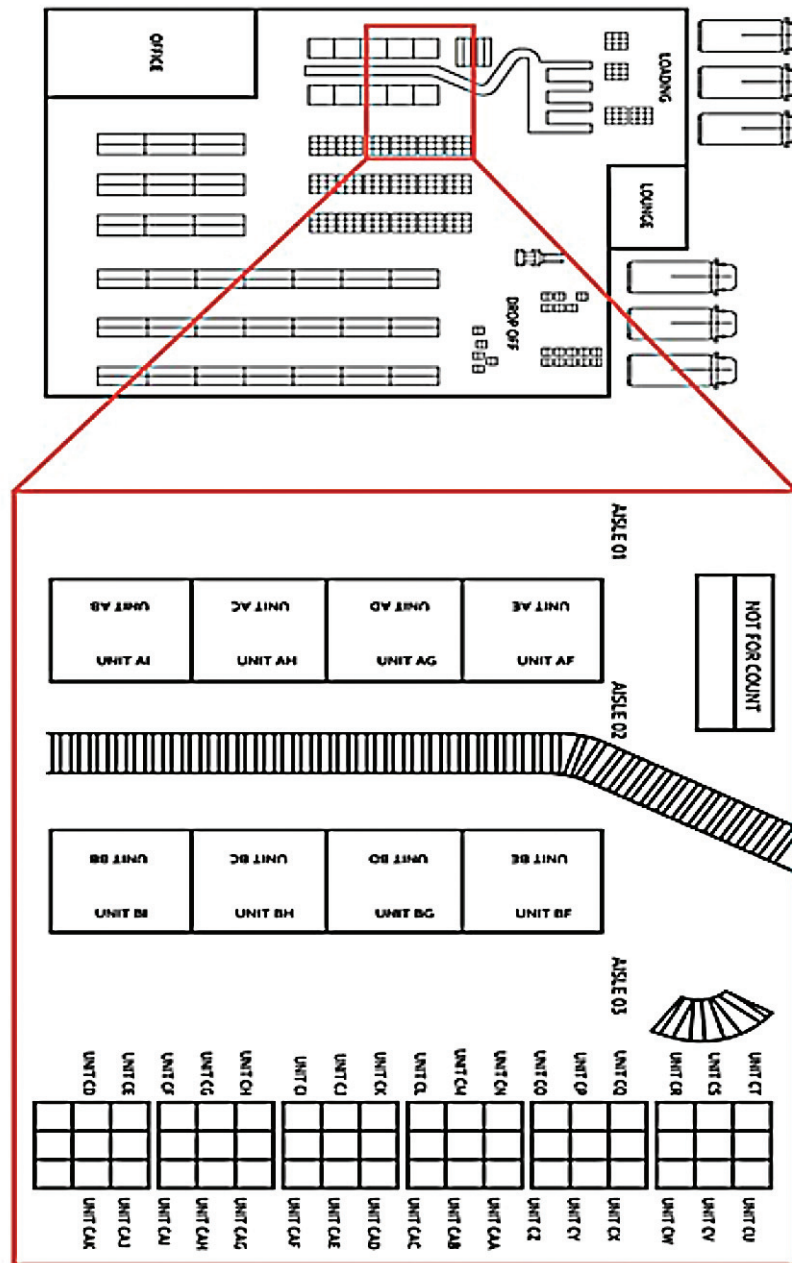 OFFICE
LOADING
LOUNGE
DROP OFF
AISLE 01
NOT FOR COUNT
UNIT AB
UNIT AC
UNIT AD
UNIT AE
UNIT AI
UNIT AH
UNIT AG
UNIT AF
AISLE 02
UNIT BB
UNIT BC
UNIT BD
UNIT BE
UNIT BI
UNIT BH
UNIT BG
UNIT BF
AISLE 03
UNIT CD
UNIT CE
UNIT CF
UNIT CG
UNIT CH
UNIT CI
UNIT CJ
UNIT CK
UNIT CL
UNIT CM
UNIT CN
UNIT CO
UNIT CP
UNIT CQ
UNIT CR
UNIT CS
UNIT CT
UNIT CAK
UNIT CAJ
UNIT CAI
UNIT CAH
UNIT CAG
UNIT CAF
UNIT CAE
UNIT CAD
UNIT CAC
UNIT CAB
UNIT CAA
UNIT CZ
UNIT CY
UNIT CX
UNIT CW
UNIT CV
UNIT CU